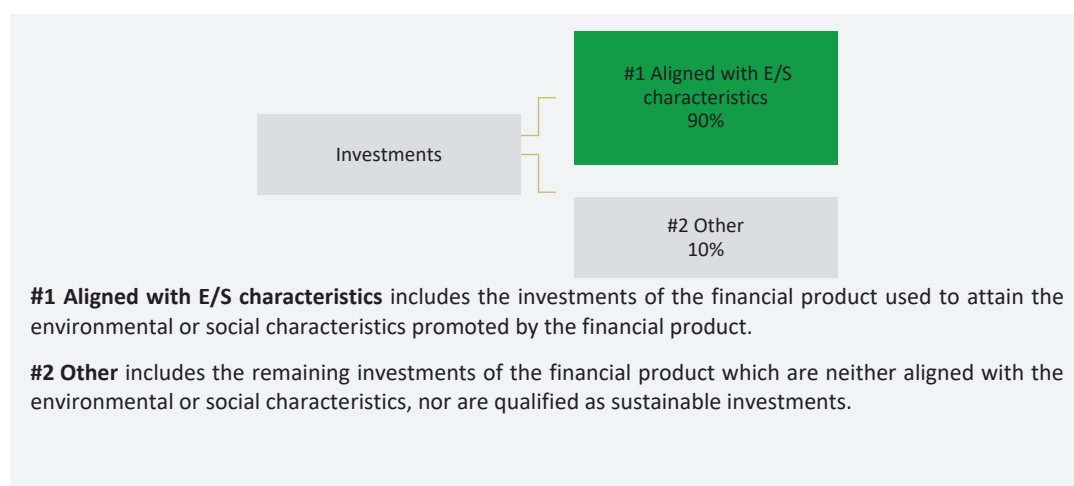 #1 Aligned with E/S
characteristics
90%
Investments
#2 Other
10%
#1 Aligned with E/S characteristics includes the investments of the financial product used to attain the
environmental or social characteristics promoted by the financial product.
#2 Other includes the remaining investments of the financial product which are neither aligned with the
environmental or social characteristics, nor are qualified as sustainable investments.